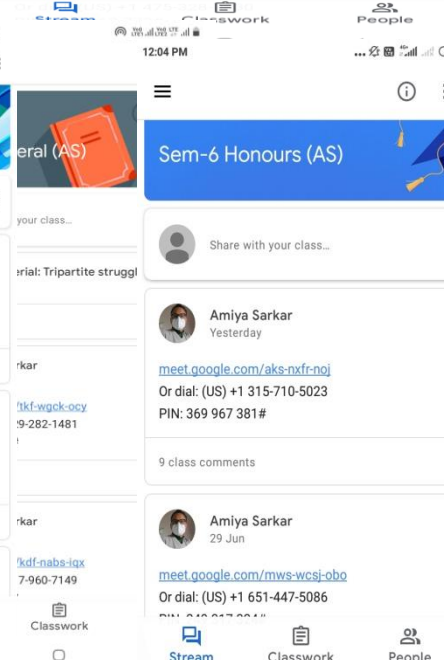 Stream Classwork People
12:04 PM
Sem-6 Honours (AS)
Share with your class...
Amiya Sarkar
Yesterday
meet.google.com/aks-nxfr-noj
Or dial: (US) +1 315-710-5023
PIN: 369 967 381#
9 class comments
Amiya Sarkar
29 Jun
meet.google.com/mws-wcsj-obo
Or dial: (US) +1 651-447-5086
Stream Classwork People
eral (AS)
your class...
erial: Tripartite struggl
rkar
/tkf-wgck-ocy
29-282-1481
rkar
/kdf-nabs-iqx
7-960-7149
Classwork